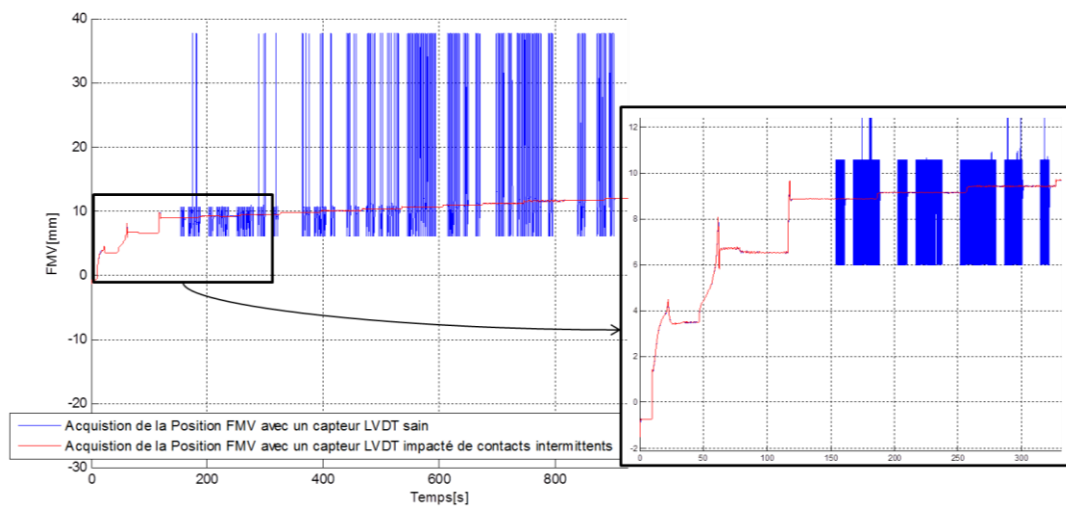 40
30
20
10
0
-10
-20
-30
FMV[mm]
0 200 400 600 800
Temps[s]
Acquistion de la Position FMV avec un capteur LVDT sain
Acquistion de la Position FMV avec un capteur LVDT impacté de contacts intermittents
12
10
8
6
4
2
0
-2
0 50 100 150 200 250 300